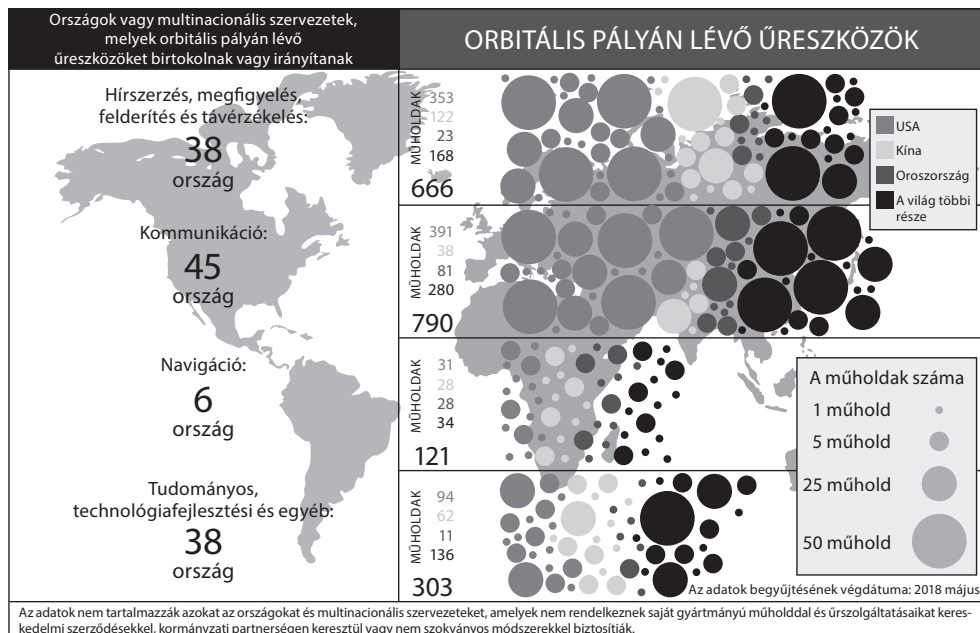 Országok vagy multinacionális szervezetek,
melyek orbitális pályán lévő
űreszközöket birtokolnak vagy irányítanak
ORBITÁLIS PÁLYÁN LÉVŐ ŰRESZKÖZÖK
Hírszerzés, megfigyelés,
felderítés és távérzékelés:
38
ország
MŰHOLDAK
353
122
23
168
666
USA
Kína
Oroszország
A világ többi
része
Kommunikáció:
45
ország
MŰHOLDAK
391
38
81
280
790
Navigáció:
6
ország
MŰHOLDAK
31
28
28
34
121
A műholdak száma
1 műhold
5 műhold
25 műhold
50 műhold
Tudományos,
technológiafejlesztési és egyéb:
38
ország
MŰHOLDAK
94
62
11
136
303
Az adatok begyűjtésének végdátuma: 2018 május
Az adatok nem tartalmazzák azokat az országokat és multinacionális szervezeteket, amelyek nem rendelkeznek saját gyártmányú műholddal és űrszolgáltatásaikat keres-
kedelmi szerződésekkel, kormányzati partnerségen keresztül vagy nem szokványos módszerekkel biztosítják.